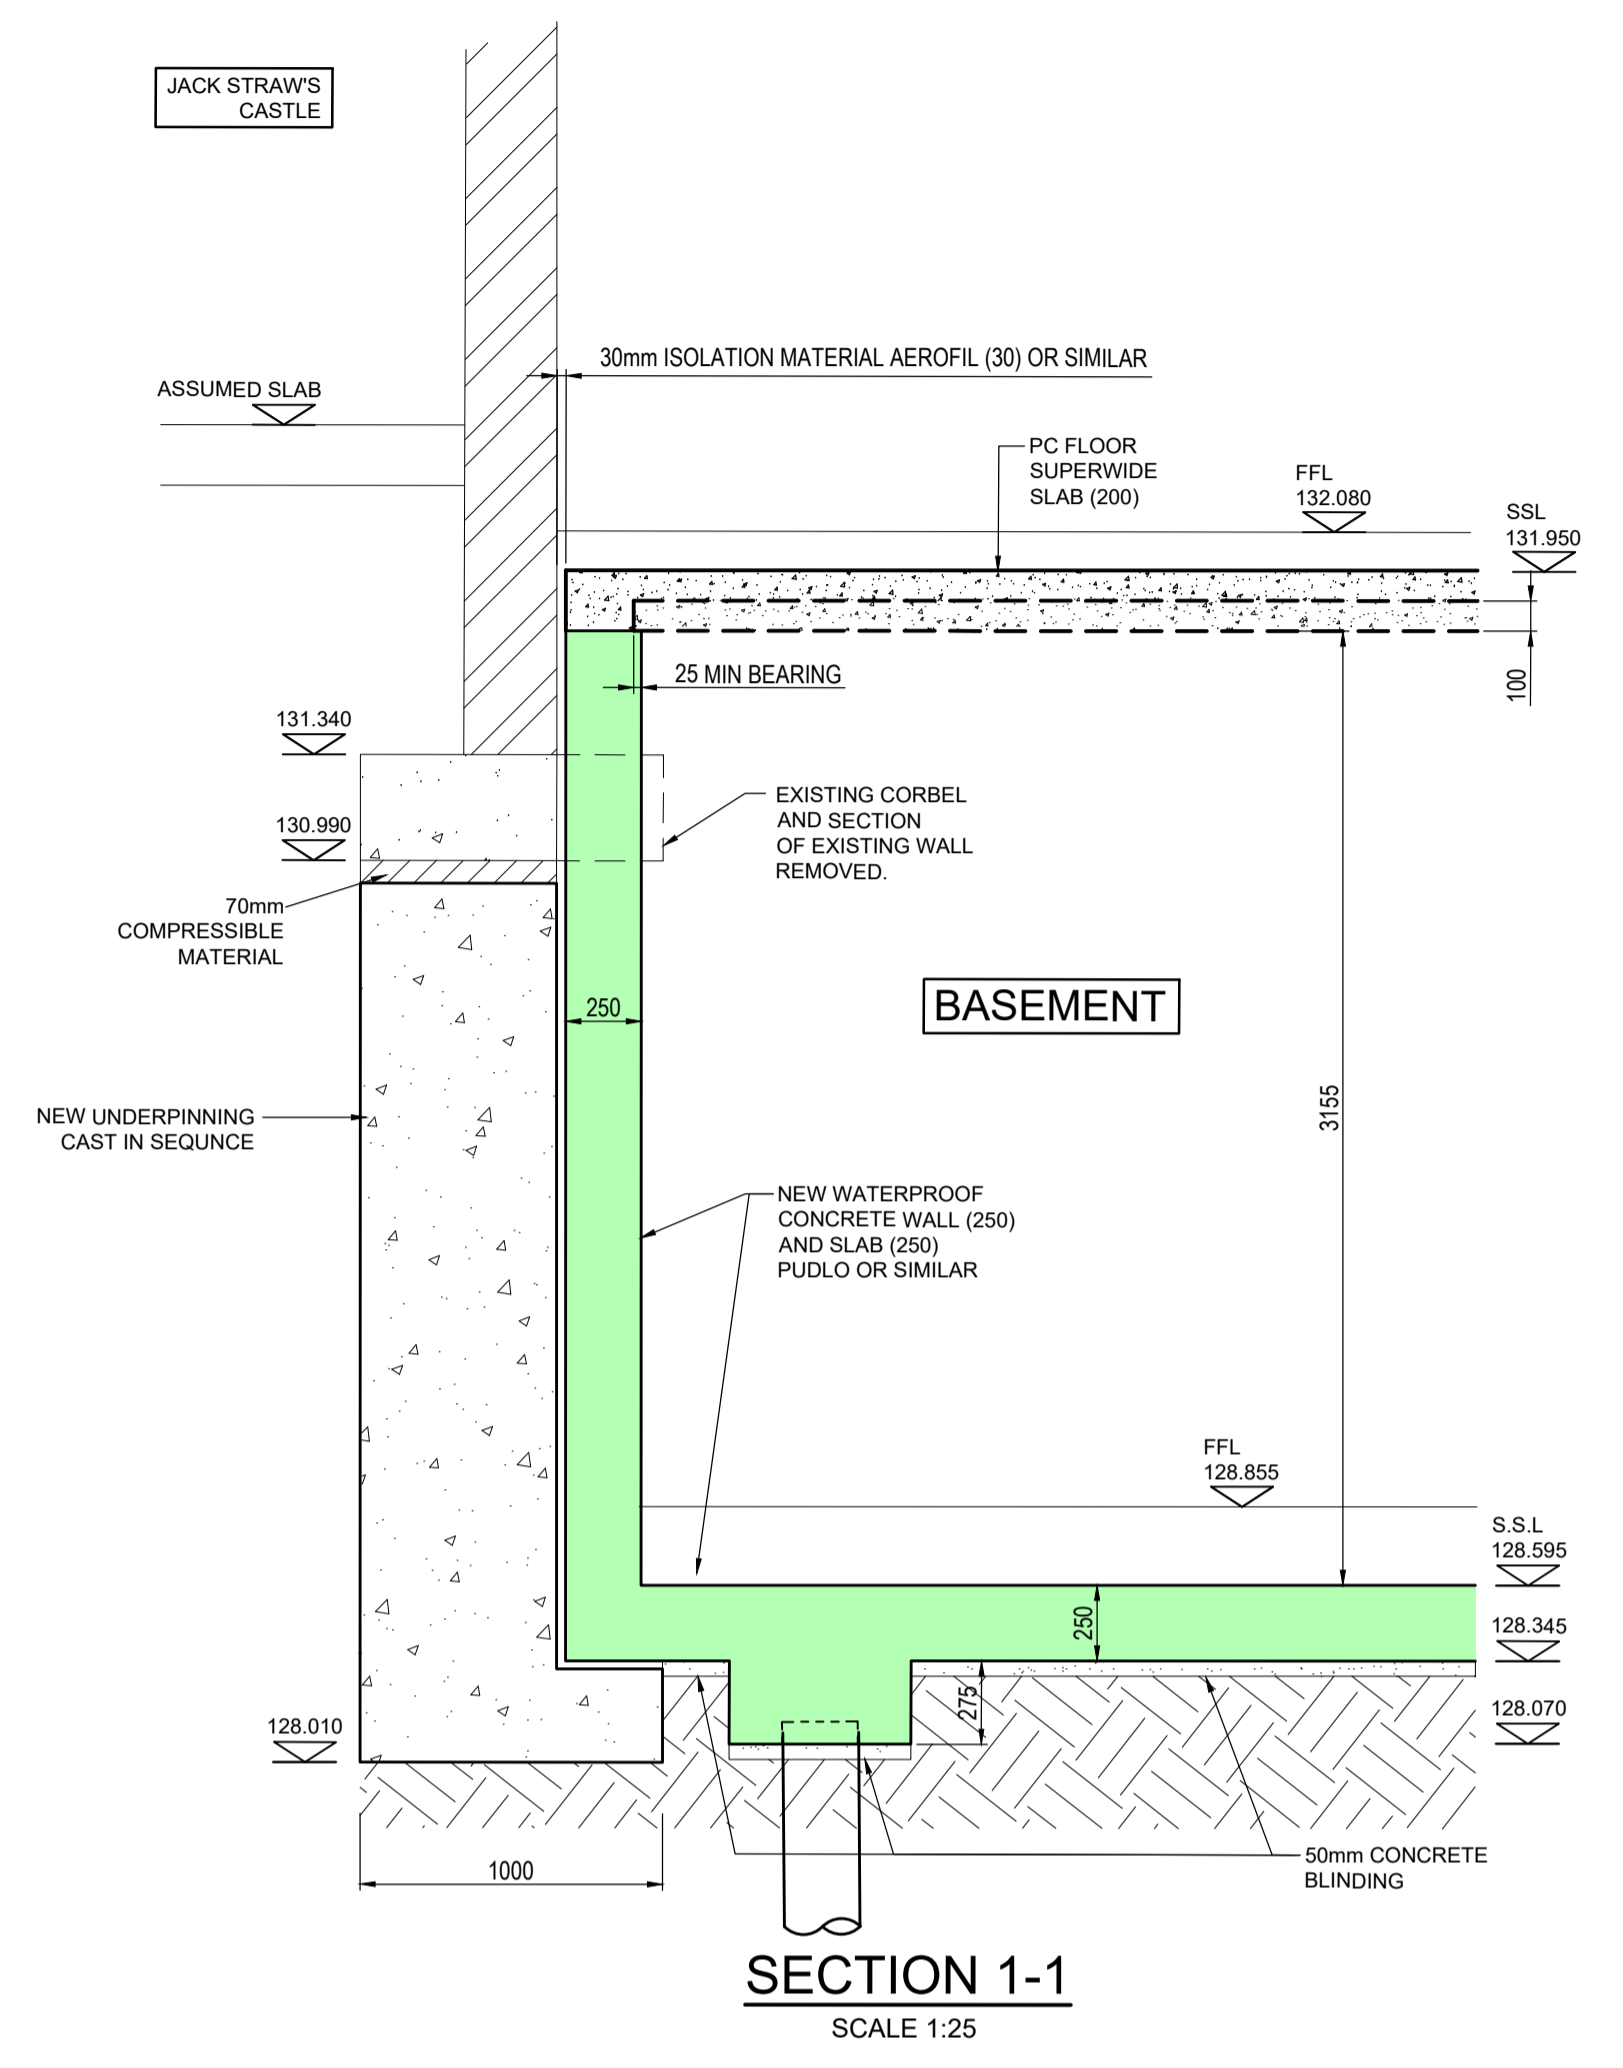 JACK STRAW'S
CASTLE
30mm ISOLATION MATERIAL AEROFIL (30) OR SIMILAR
ASSUMED SLAB
PC FLOOR
SUPERWIDE
SLAB (200)
FFL
132.080
SSL
131.950
25 MIN BEARING
100
131.340
EXISTING CORBEL
AND SECTION
OF EXISTING WALL
REMOVED.
130.990
70mm
COMPRESSIBLE
MATERIAL
250
BASEMENT
3155
NEW UNDERPINNING
CAST IN SEQUNCE
NEW WATERPROOF
CONCRETE WALL (250)
AND SLAB (250)
PUDLO OR SIMILAR
FFL
128.855
S.S.L
128.595
250
128.345
275
128.070
128.010
50mm CONCRETE
BLINDING
1000
SECTION 1-1
SCALE 1:25